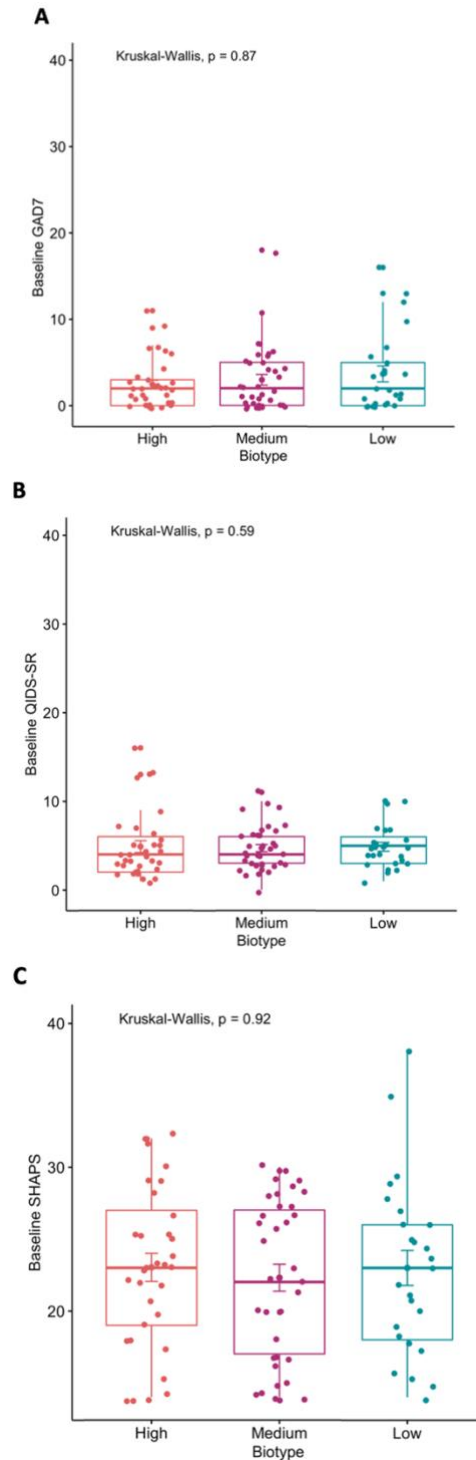 A
Kruskal-Wallis, p = 0.87
40
30
20
10
0
Baseline GAD7
High Medium Low
Biotype
B
Kruskal-Wallis, p = 0.59
40
30
20
10
0
Baseline QIDS-SR
High Medium Low
Biotype
C
Kruskal-Wallis, p = 0.92
40
30
20
Baseline SHAPS
High Medium Low
Biotype